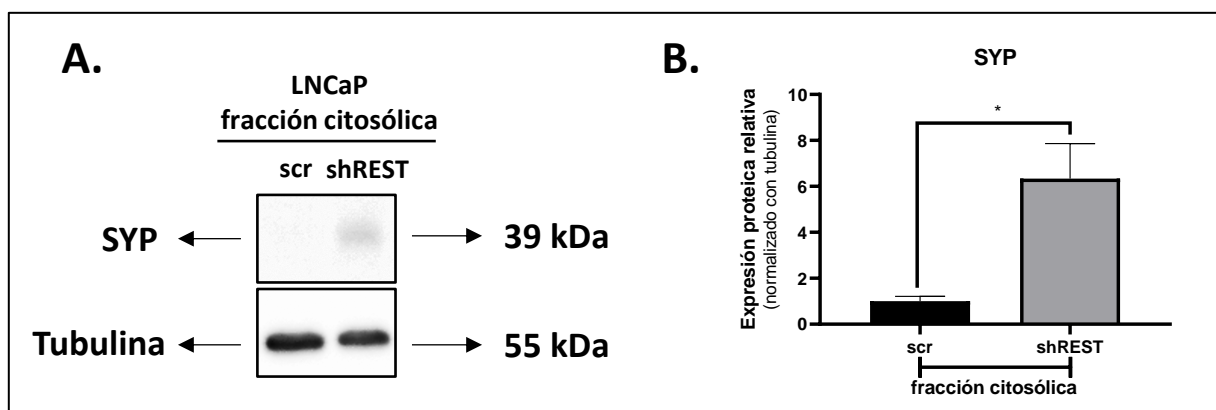 A.
LNCaP
fracción citosólica
scr shREST
SYP
39 kDa
Tubulina
55 kDa
B.
SYP
Expresión proteica relativa
(normalizado con tubulina)
10
8
6
4
2
0
*
scr shREST
fracción citosólica